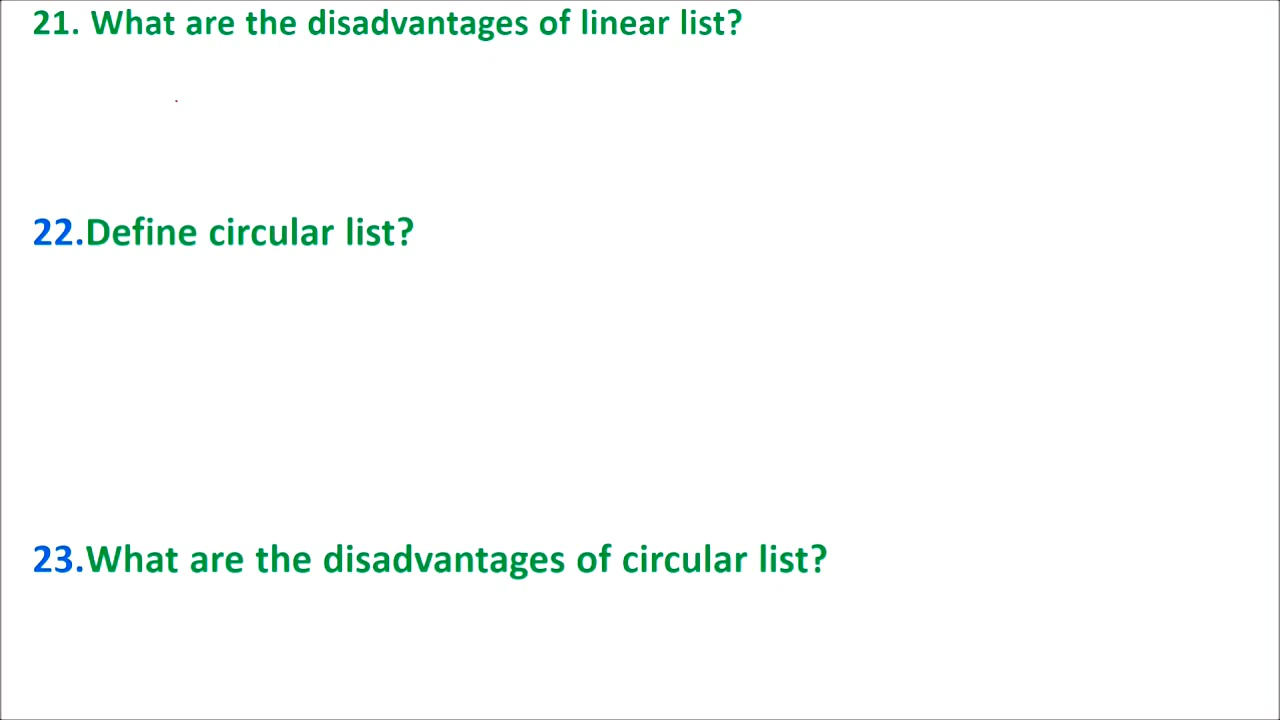 21. What are the disadvantages of linear list?
22.Define circular list?
23.What are the disadvantages of circular list?